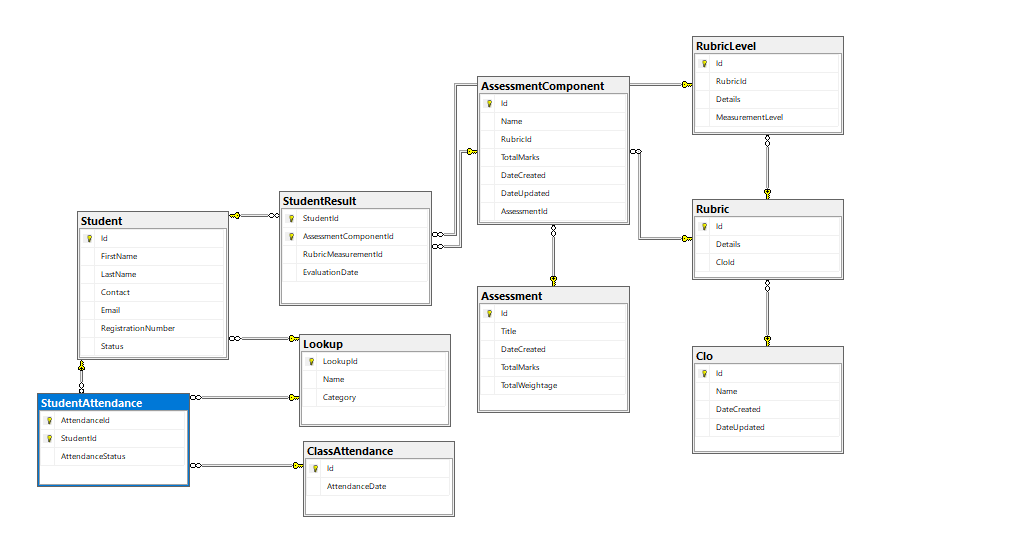 RubricLevel
Id
RubricId
Details
MeasurementLevel
AssessmentComponent
Id
Name
RubricId
TotalMarks
DateCreated
DateUpdated
AssessmentId
StudentResult
StudentId
AssessmentComponentId
RubricMeasurementId
EvaluationDate
Rubric
Id
Details
CloId
Student
Id
FirstName
LastName
Contact
Email
RegistrationNumber
Status
Assessment
Id
Title
DateCreated
TotalMarks
TotalWeightage
Lookup
LookupId
Name
Category
Clo
Id
Name
DateCreated
DateUpdated
StudentAttendance
AttendanceId
StudentId
AttendanceStatus
ClassAttendance
Id
AttendanceDate